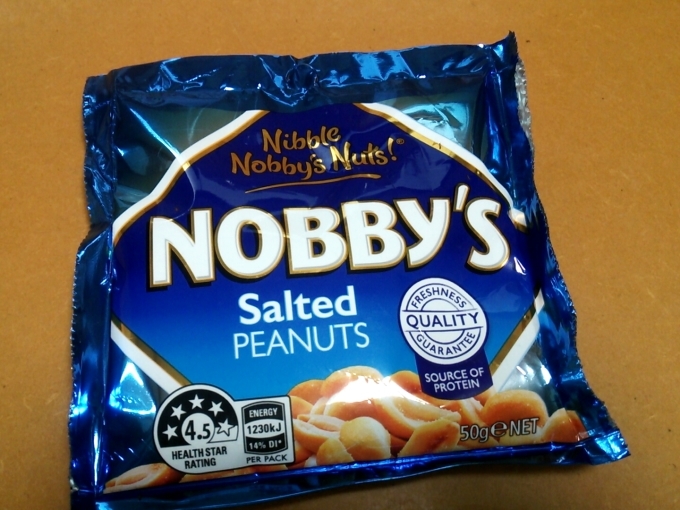 Nibble
Nobby's Nuts!®
NOBBY'S
Salted
PEANUTS
FRESHNESS
QUALITY
GUARANTEE
SOURCE OF
PROTEIN
4.5
HEALTH STAR
RATING
ENERGY
1230kJ
14% DI*
PER PACK
50g e NET